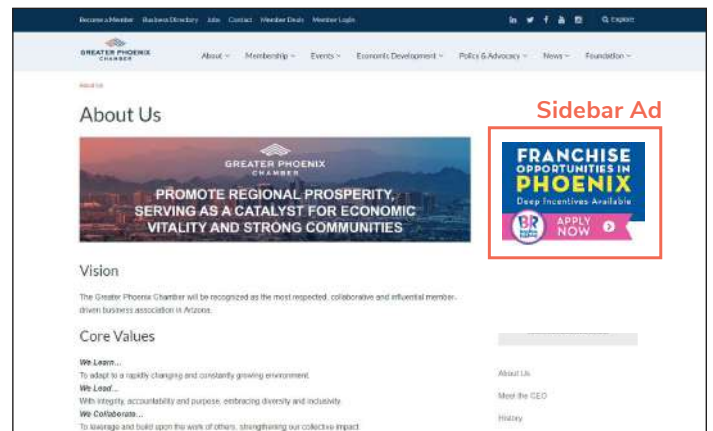 Become a Member Business Directory Jobs Contact Member Deals Member Login Explore
GREATER PHOENIX
CHAMBER
About Membership Events Economic Development Policy & Advocacy News Foundation
About Us
About Us
Sidebar Ad
GREATER PHOENIX
CHAMBER
PROMOTE REGIONAL PROSPERITY,
SERVING AS A CATALYST FOR ECONOMIC
VITALITY AND STRONG COMMUNITIES
FRANCHISE
OPPORTUNITIES IN
PHOENIX
Deep Incentives Available
BR
APPLY
NOW
Vision
The Greater Phoenix Chamber will be recognized as the most respected, collaborative and influential member-
driven business association in Arizona.
Core Values
We Learn...
To adapt to a rapidly changing and constantly growing environment.
We Lead...
With integrity, accountability and purpose, embracing diversity and inclusivity
We Collaborate...
To leverage and build upon the work of others, strengthening our collective impact
About Us
Meet the CEO
History